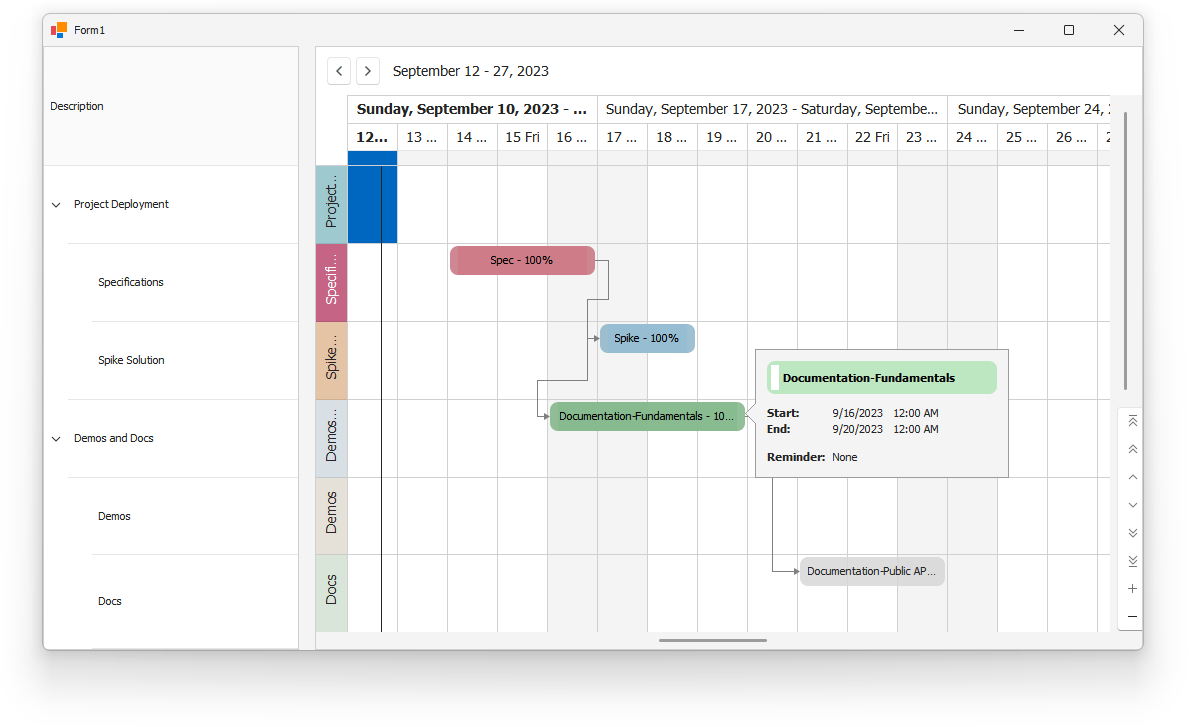 Form1
September 12 - 27, 2023
Description
Sunday, September 10, 2023 - ...
Sunday, September 17, 2023 - Saturday, Septembe...
Sunday, September 24, 2
12... 13 ... 14 ... 15 Fri 16 ... 17 ... 18 ... 19 ... 20 ... 21 ... 22 Fri 23 ... 24 ... 25 ... 26 ... 2
Project Deployment
Project...
Specifications
Specifi...
Spec - 100%
Spike Solution
Spike...
Spike - 100%
Demos and Docs
Demos...
Documentation-Fundamentals - 10...
Documentation-Fundamentals
Start: 9/16/2023 12:00 AM
End: 9/20/2023 12:00 AM
Reminder: None
Demos
Demos
Docs
Docs
Documentation-Public AP...